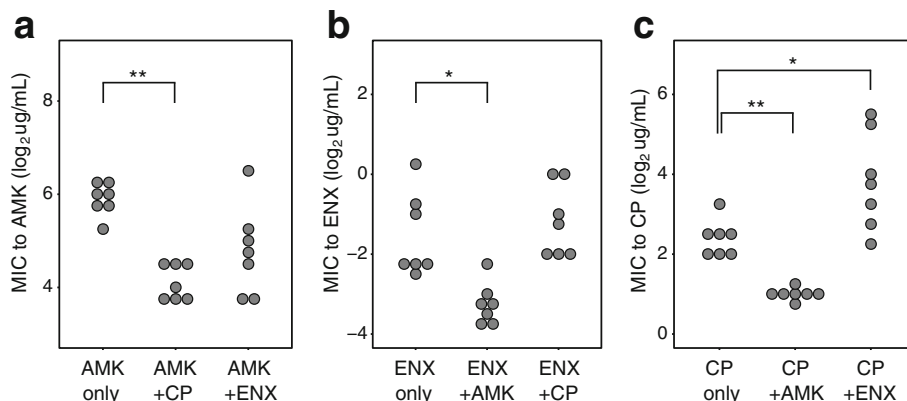 a
MIC to AMK (log2 ug/mL)
8
6
4
**
AMK only
AMK +CP
AMK +ENX
b
MIC to ENX (log2 ug/mL)
2
0
−2
−4
*
ENX only
ENX +AMK
ENX +CP
c
MIC to CP (log2 ug/mL)
6
4
2
0
*
**
CP only
CP +AMK
CP +ENX